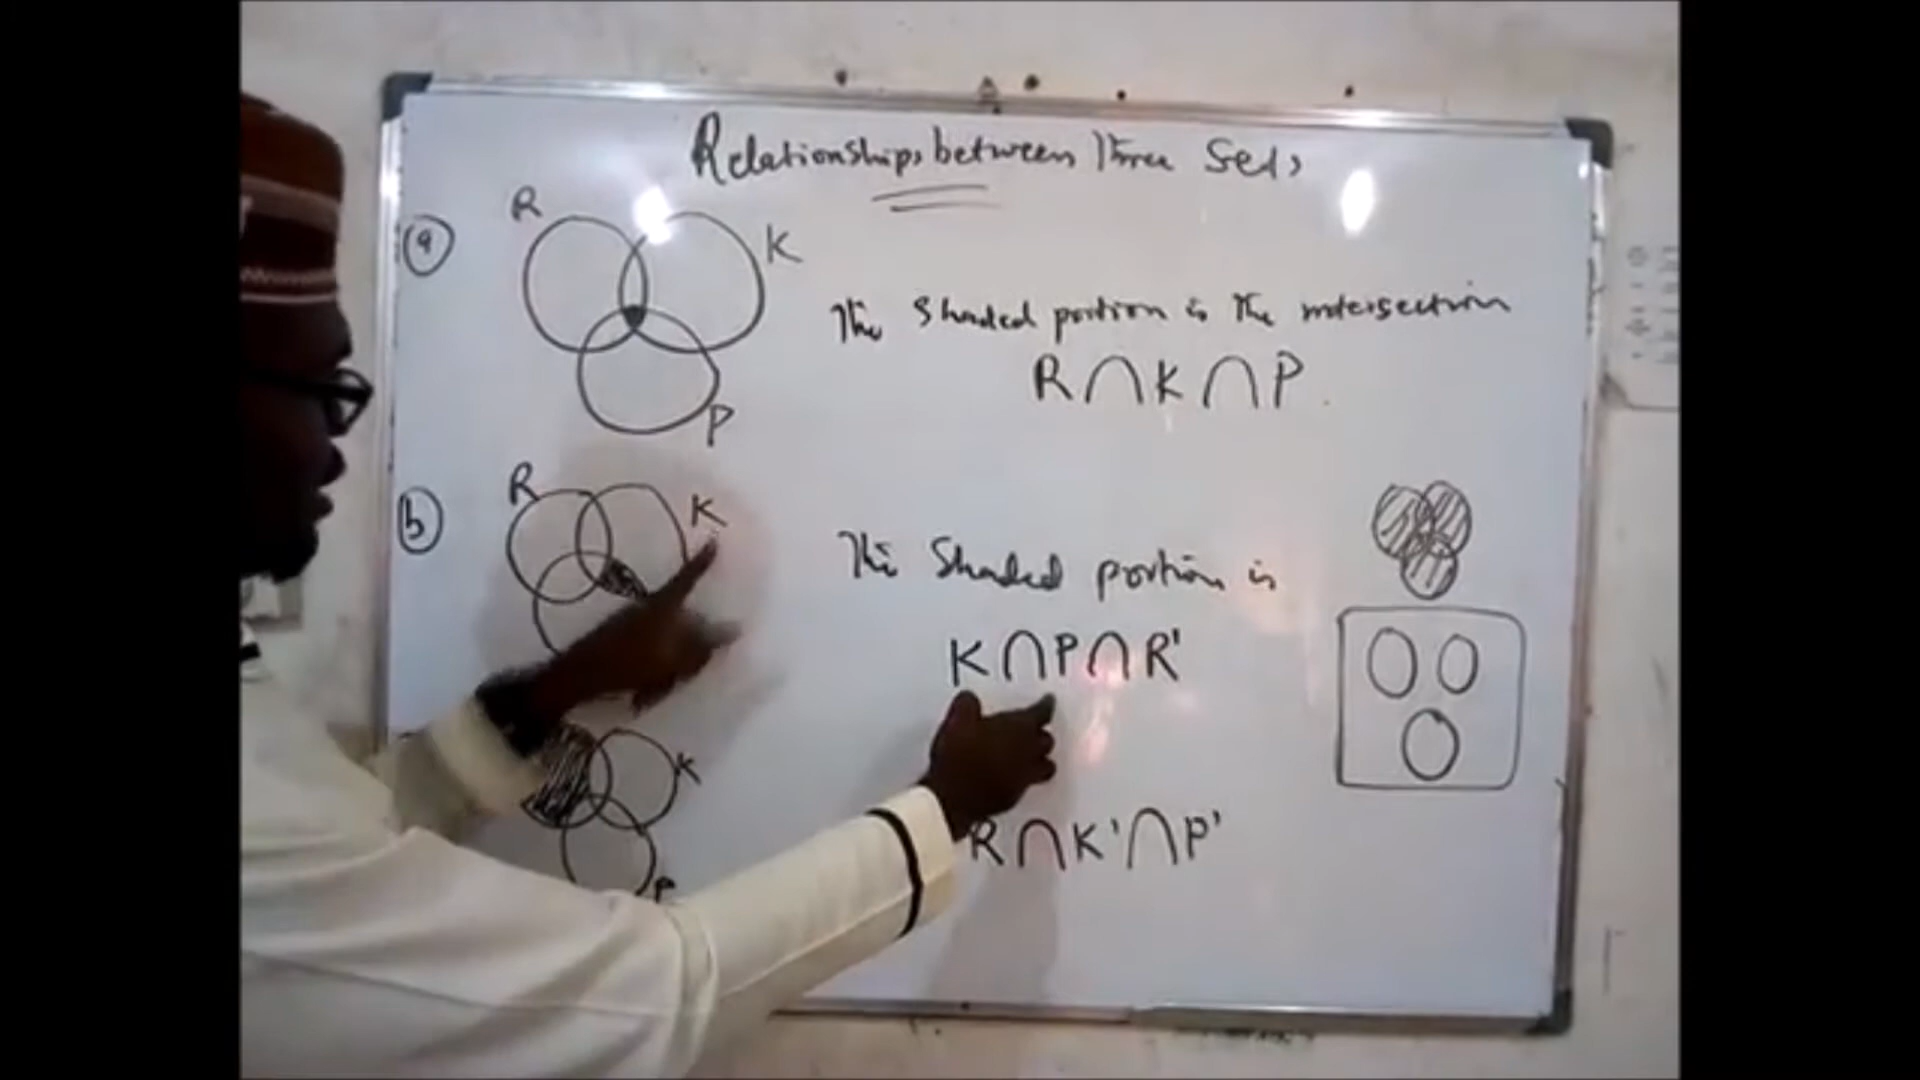 Relationships between three Sets
a
R
K
The Shaded portion is the intersection
R ∩ K ∩ P
P
b
R
K
The Shaded portion is
K ∩ P ∩ R'
K
R ∩ K' ∩ P'
P